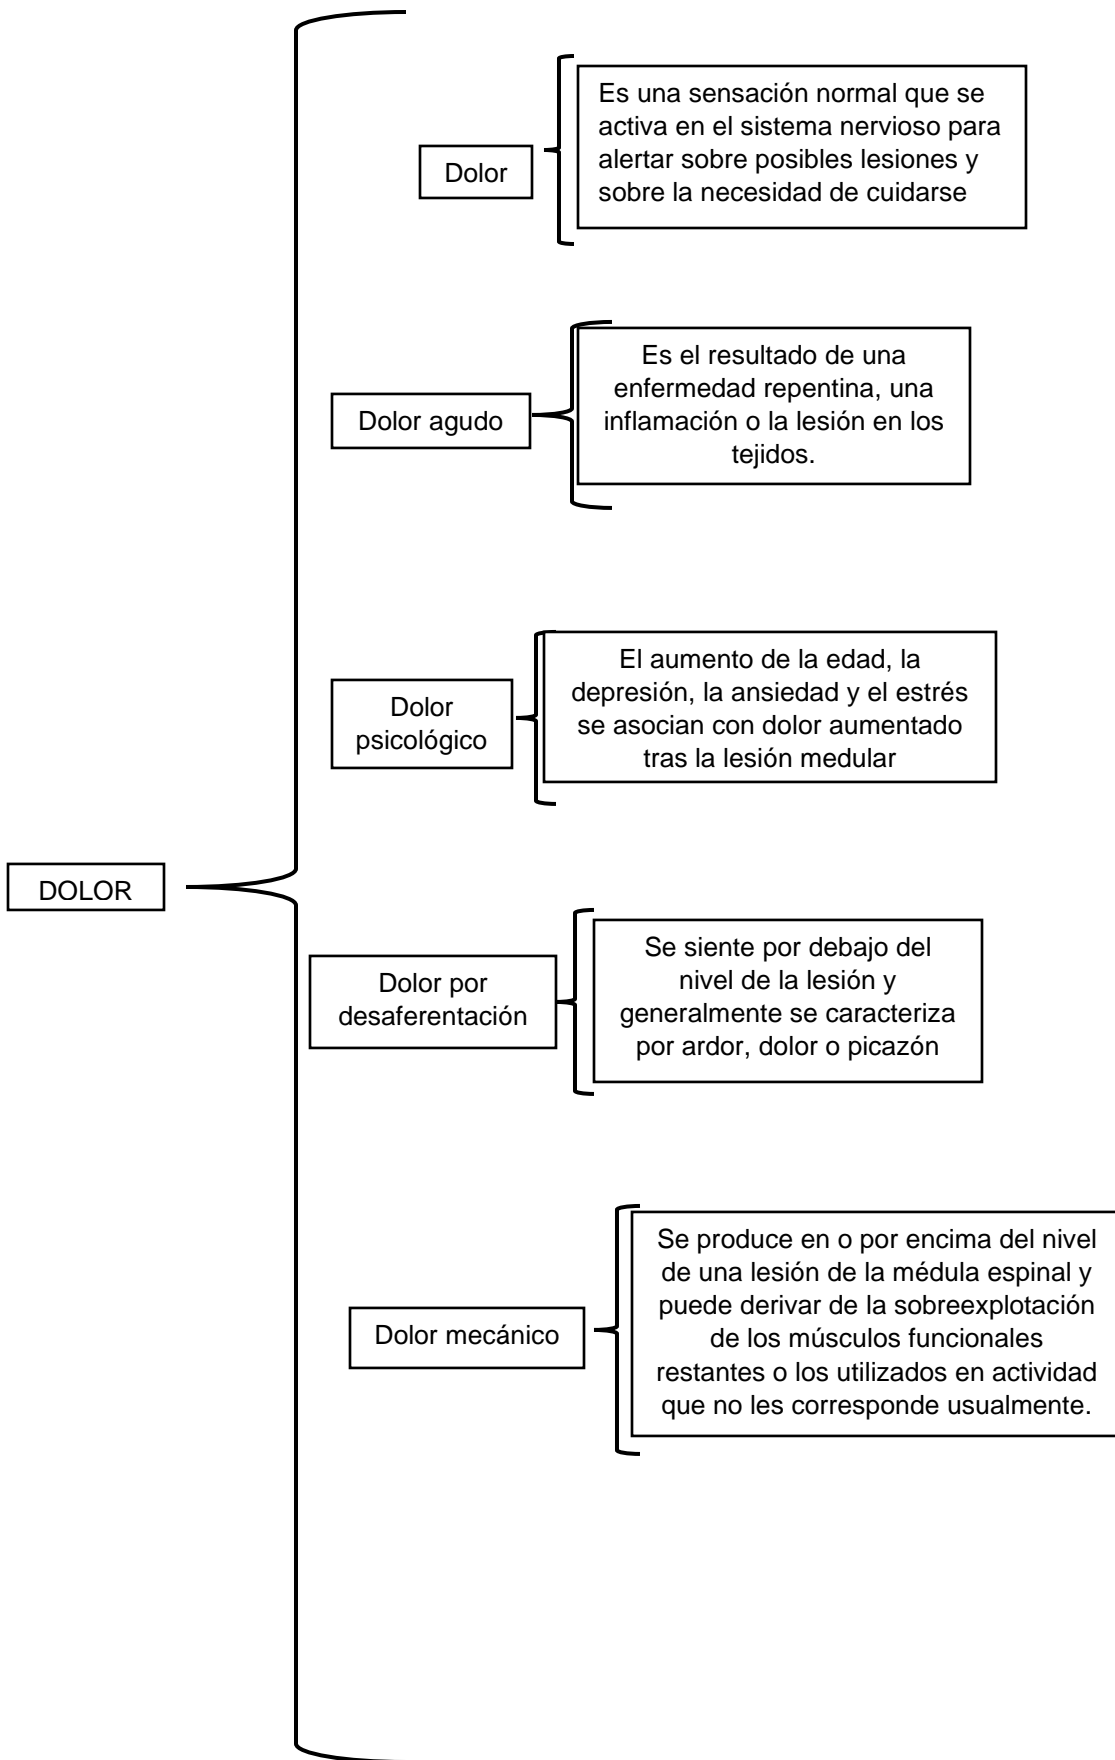 Dolor
Es una sensación normal que se
activa en el sistema nervioso para
alertar sobre posibles lesiones y
sobre la necesidad de cuidarse
Dolor agudo
Es el resultado de una
enfermedad repentina, una
inflamación o la lesión en los
tejidos.
Dolor
psicológico
El aumento de la edad, la
depresión, la ansiedad y el estrés
se asocian con dolor aumentado
tras la lesión medular
DOLOR
Dolor por
desaferentación
Se siente por debajo del
nivel de la lesión y
generalmente se caracteriza
por ardor, dolor o picazón
Dolor mecánico
Se produce en o por encima del nivel
de una lesión de la médula espinal y
puede derivar de la sobreexplotación
de los músculos funcionales
restantes o los utilizados en actividad
que no les corresponde usualmente.